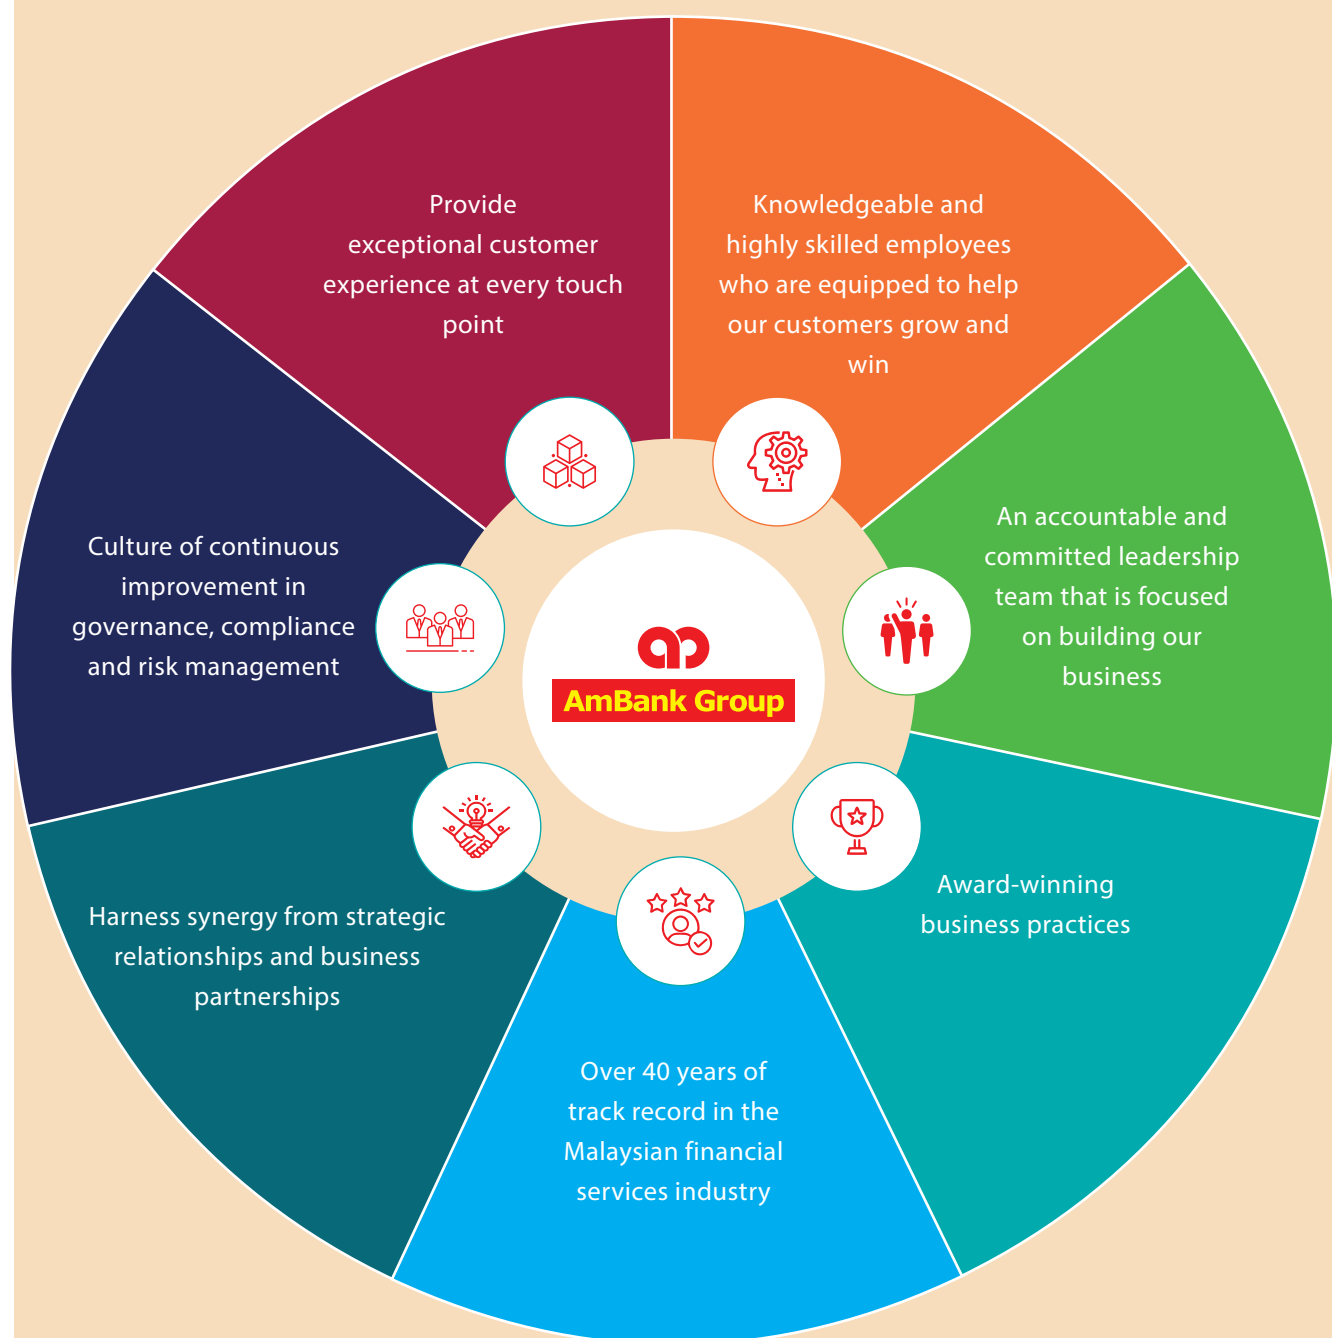 Provide
exceptional customer
experience at every touch
point
Knowledgeable and
highly skilled employees
who are equipped to help
our customers grow and
win
An accountable and
committed leadership
team that is focused
on building our
business
Award-winning
business practices
Over 40 years of
track record in the
Malaysian financial
services industry
Harness synergy from strategic
relationships and business
partnerships
Culture of continuous
improvement in
governance, compliance
and risk management
AmBank Group